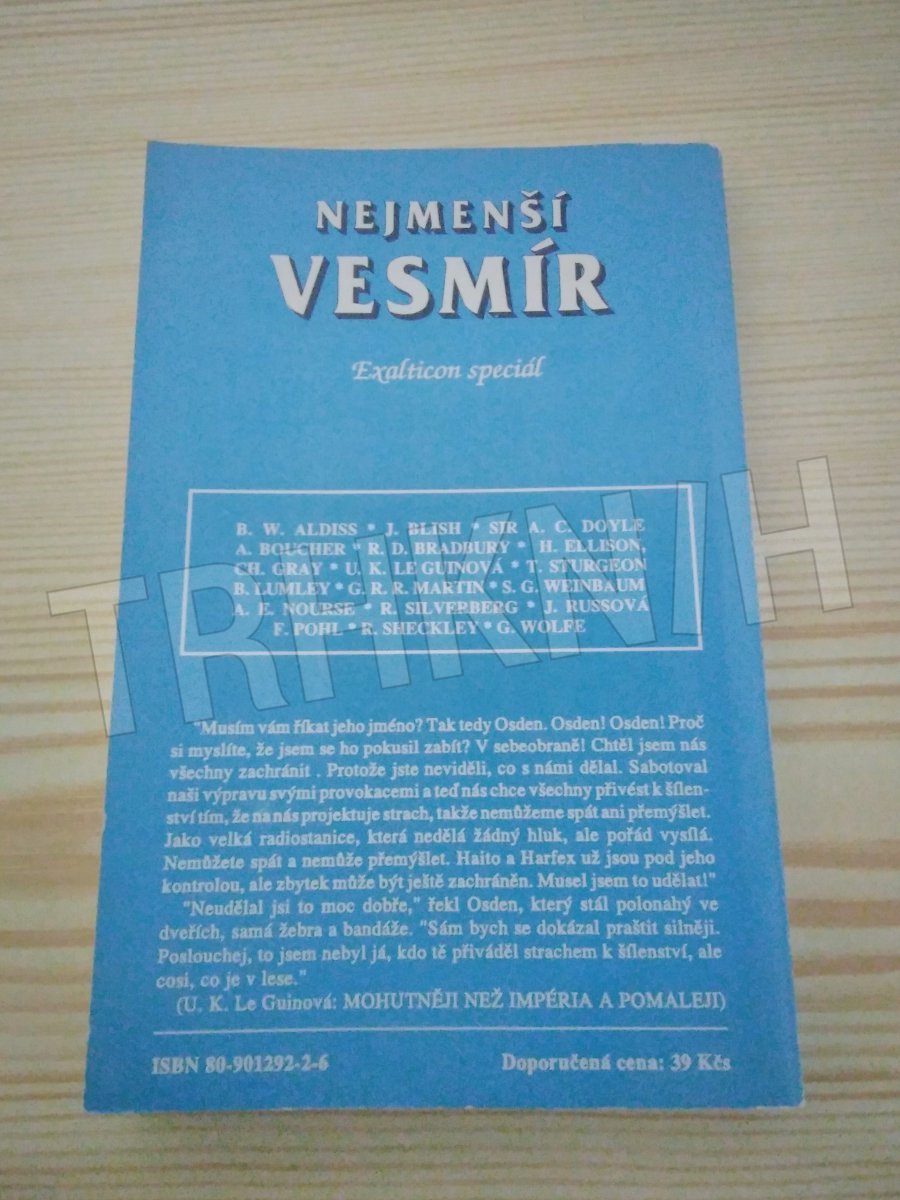 NEJMENŠÍ
VESMÍR
Exalticon speciál
B. W. ALDISS * J. BLISH * SIR A. C. DOYLE
A. BOUCHER * R. D. BRADBURY * H. ELLISON,
CH. GRAY * U. K. LE GUINOVÁ * T. STURGEON
B. LUMLEY * G. R. R. MARTIN * S. G. WEINBAUM
A. E. NOURSE * R. SILVERBERG * J. RUSSOVÁ
F. POHL * R. SHECKLEY * G. WOLFE
TRHKNIH
"Musím vám říkat jeho jméno? Tak tedy Osden. Osden! Osden! Proč
si myslíte, že jsem se ho pokusil zabít? V sebeobraně! Chtěl jsem nás
všechny zachránit . Protože jste neviděli, co s námi dělal. Sabotoval
naši výpravu svými provokacemi a teď nás chce všechny přivést k šílen-
ství tím, že na nás projektuje strach, takže nemůžeme spát ani přemýšlet.
Jako velká radiostanice, která nedělá žádný hluk, ale pořád vysílá.
Nemůžete spát a nemůže přemýšlet. Haito a Harfex už jsou pod jeho
kontrolou, ale zbytek může být ještě zachráněn. Musel jsem to udělat!"
"Neudělal jsi to moc dobře," řekl Osden, který stál polonahý ve
dveřích, samá žebra a bandáže. "Sám bych se dokázal praštit silněji.
Poslouchej, to jsem nebyl já, kdo tě přiváděl strachem k šílenství, ale
cosi, co je v lese."
(U. K. Le Guinová: MOHUTNĚJI NEŽ IMPÉRIA A POMALEJI)
ISBN 80-901292-2-6 Doporučená cena: 39 Kčs